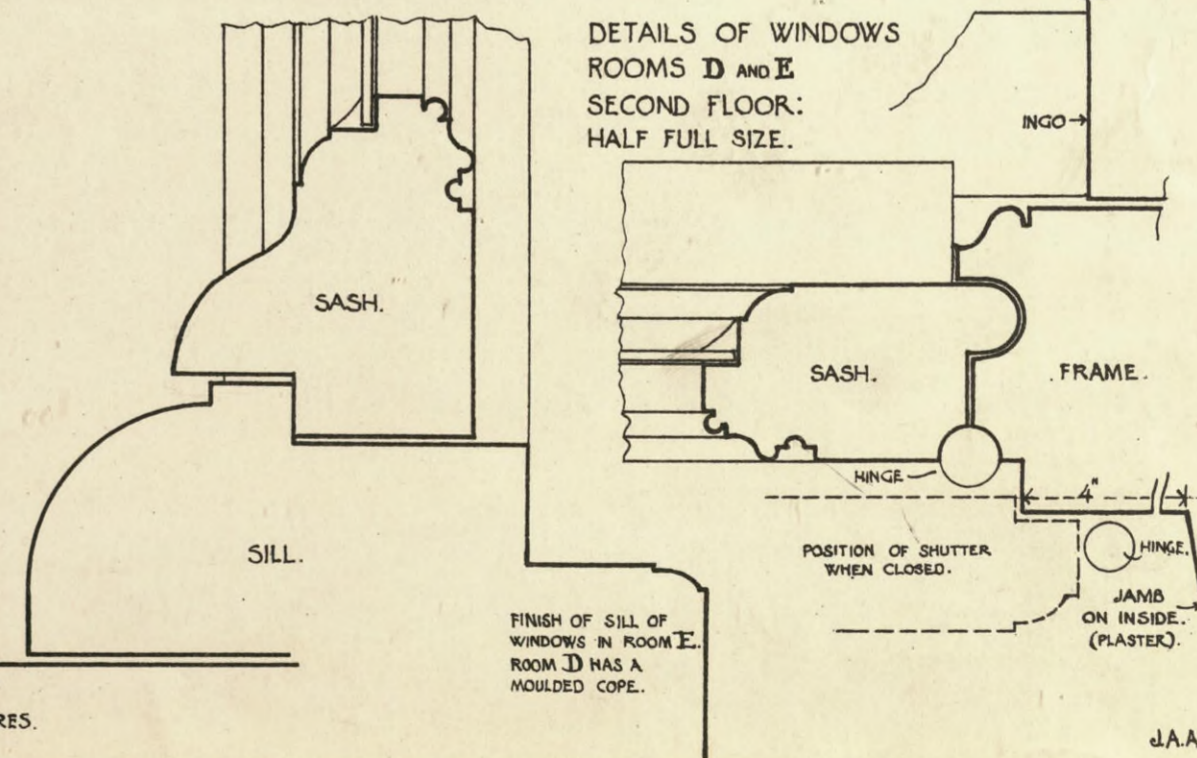 DETAILS OF WINDOWS
ROOMS D AND E
SECOND FLOOR:
HALF FULL SIZE.
INGO
SASH.
SASH.
FRAME.
HINGE
4"
SILL.
POSITION OF SHUTTER
WHEN CLOSED.
HINGE.
JAMB
ON INSIDE.
(PLASTER).
FINISH OF SILL OF
WINDOWS IN ROOM E.
ROOM D HAS A
MOULDED COPE.
RES.
J.A.A